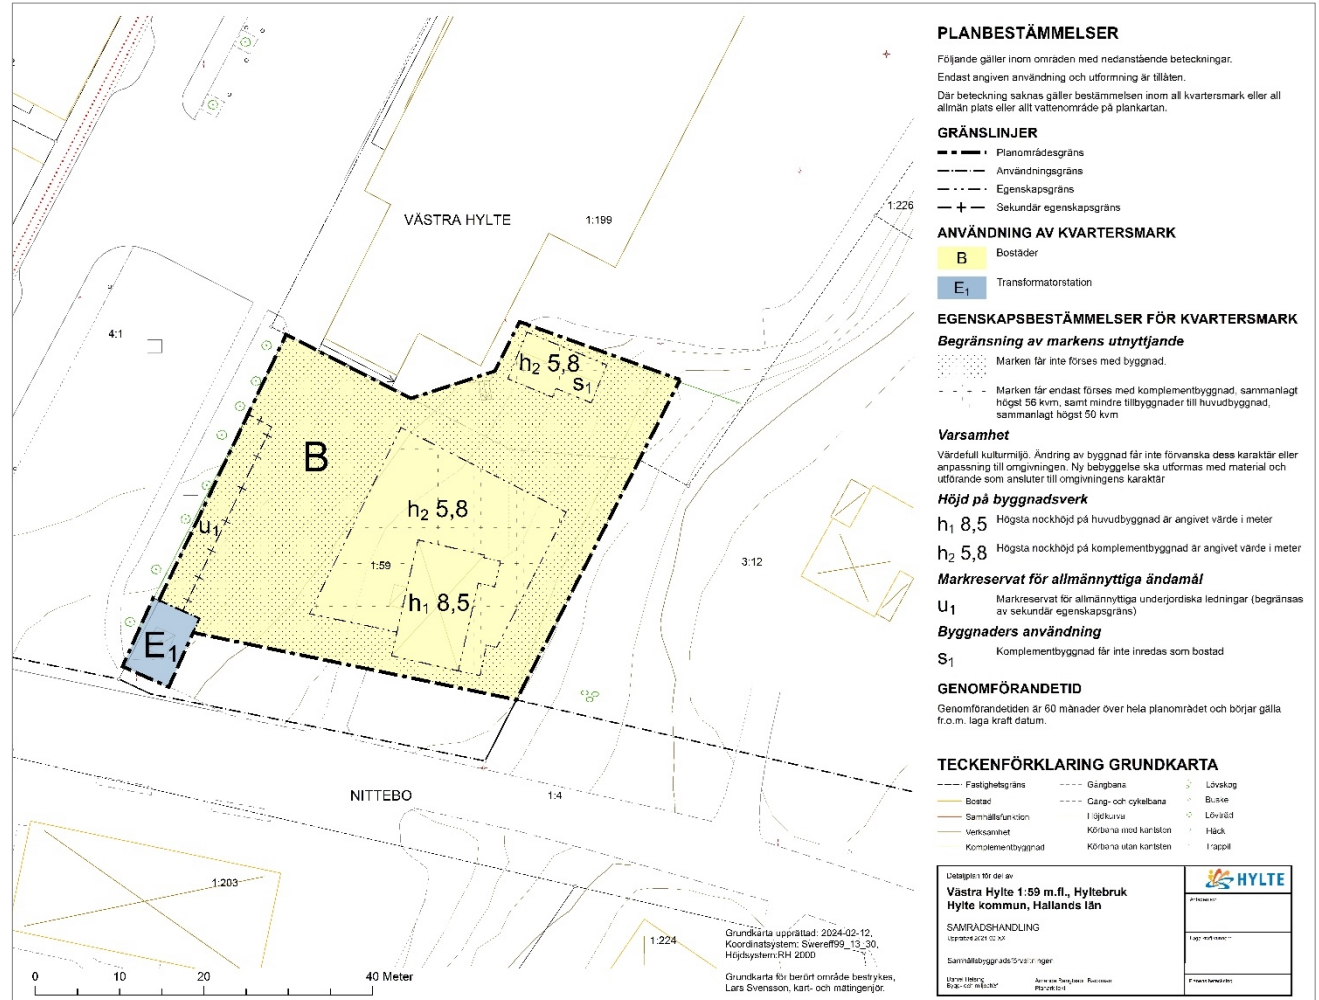 PLANBESTÄMMELSER
Följande gäller inom områden med nedanstående beteckningar.
Endast angiven användning och utformning är tillåten.
Där beteckning saknas gäller bestämmelsen inom all kvartersmark eller all
allmän plats eller allt vattenområde på plankartan.
GRÄNSLINJER
Planområdesgräns
Användningsgräns
Egenskapsgräns
Sekundär egenskapsgräns
ANVÄNDNING AV KVARTERSMARK
B Bostäder
E₁ Transformatorstation
EGENSKAPSBESTÄMMELSER FÖR KVARTERSMARK
Begränsning av markens utnyttjande
Marken får inte förses med byggnad.
Marken får endast förses med komplementbyggnad, sammanlagt
högst 56 kvm, samt mindre tillbyggnader till huvudbyggnad,
sammanlagt högst 50 kvm
Varsamhet
Värdefull kulturmiljö. Ändring av byggnad får inte förvanska dess karaktär eller
anpassning till omgivningen. Ny bebyggelse ska utformas med material och
utförande som ansluter till omgivningens karaktär
Höjd på byggnadsverk
h₁ 8,5 Högsta nockhöjd på huvudbyggnad är angivet värde i meter
h₂ 5,8 Högsta nockhöjd på komplementbyggnad är angivet värde i meter
Markreservat för allmännyttiga ändamål
u₁ Markreservat för allmännyttiga underjordiska ledningar (begränsas
av sekundär egenskapsgräns)
Byggnaders användning
s₁ Komplementbyggnad får inte inredas som bostad
GENOMFÖRANDETID
Genomförandetiden är 60 månader över hela planområdet och börjar gälla
fr.o.m. laga kraft datum.
TECKENFÖRKLARING GRUNDKARTA
Fastighetsgräns
Bostad
Samhällsfunktion
Verksamhet
Komplementbyggnad
Gångbana
Gång- och cykelbana
Höjdkurva
Körbana med kantsten
Körbana utan kantsten
Lövskog
Buske
Lövträd
Häck
Detaljplan för del av
Västra Hylte 1:59 m.fl., Hyltebruk
Hylte kommun, Hallands län
SAMRÅDSHANDLING
Samhällsbyggnadsförvaltningen
HYLTE
VÄSTRA HYLTE
1:199
1:226
4:1
h₂ 5,8
s₁
B
h₂ 5,8
u₁
1:59
3:12
h₁ 8,5
E₁
NITTEBO
1:4
1:203
1:224
Grundkarta upprättad: 2024-02-12,
Koordinatsystem: Swereff99_13_30,
Höjdsystem:RH 2000
Grundkarta för berört område bestrykes,
Lars Svensson, kart- och mätingenjör.
0 10 20 40 Meter